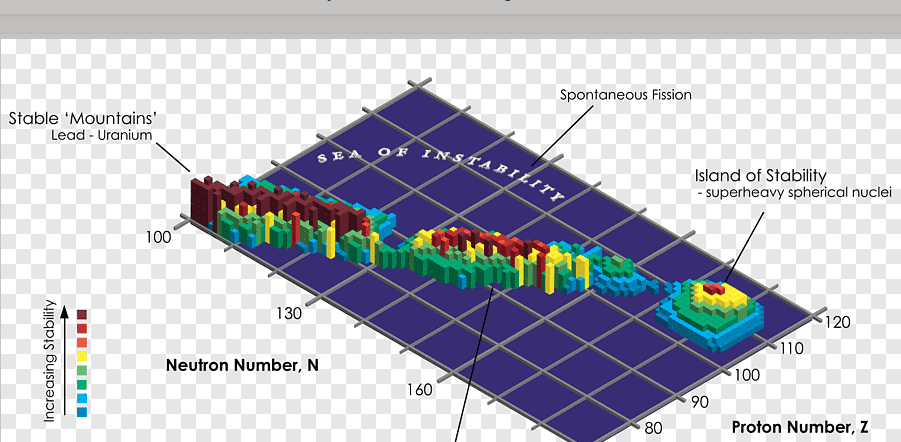 Spontaneous Fission
Stable ‘Mountains’
Lead - Uranium
SEA OF INSTABILITY
Island of Stability
- superheavy spherical nuclei
100
130
160
120
110
100
90
80
Increasing Stability
Neutron Number, N
Proton Number, Z